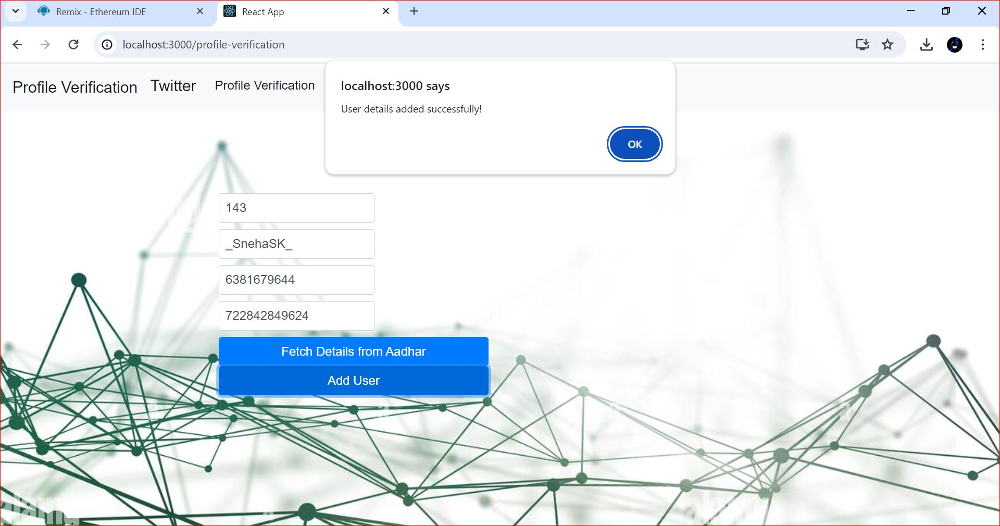 Remix - Ethereum IDE
React App
localhost:3000/profile-verification
Profile Verification Twitter Profile Verification
localhost:3000 says
User details added successfully!
OK
143
_SnehaSK_
6381679644
722842849624
Fetch Details from Aadhar
Add User
alamy